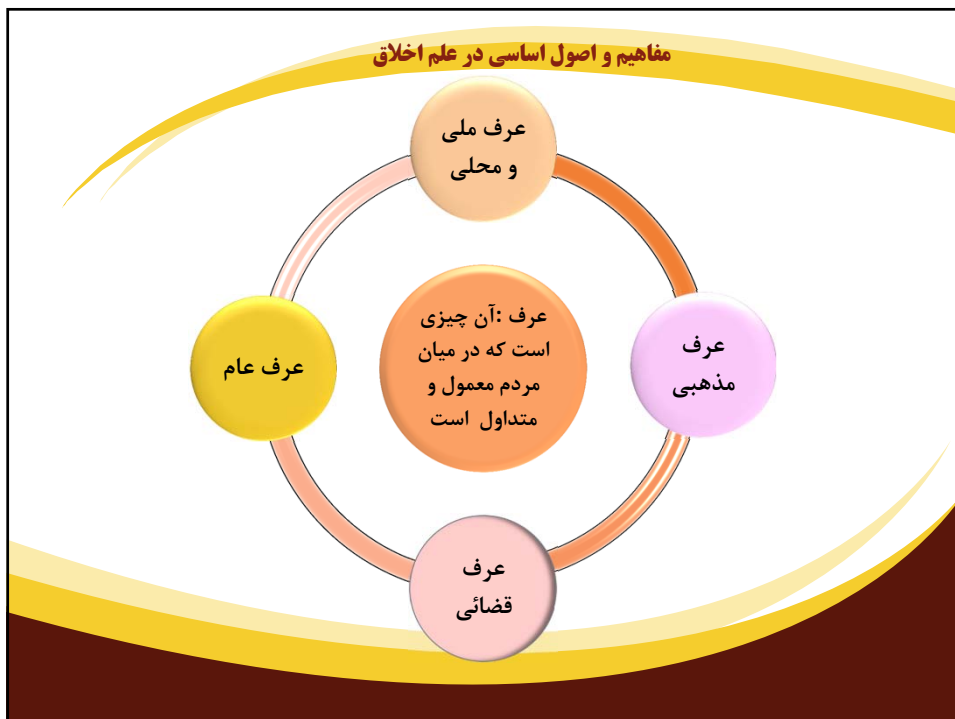 مفاهیم و اصول اساسی در علم اخلاق
عرف ملی
و محلی
عرف :آن چیزی
است که در میان
مردم معمول و
متداول است
عرف
مذهبی
عرف عام
عرف
قضائی